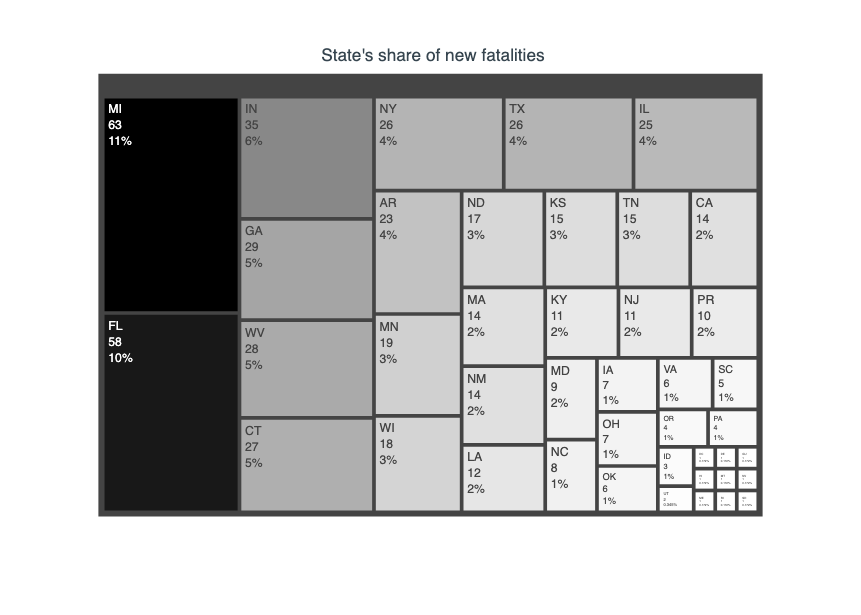 State's share of new fatalities
MI
63
11%
FL
58
10%
IN
35
6%
GA
29
5%
WV
28
5%
CT
27
5%
NY
26
4%
TX
26
4%
IL
25
4%
AR
23
4%
MN
19
3%
WI
18
3%
ND
17
3%
KS
15
3%
TN
15
3%
CA
14
2%
MA
14
2%
NM
14
2%
LA
12
2%
KY
11
2%
NJ
11
2%
PR
10
2%
MD
9
2%
NC
8
1%
IA
7
1%
OH
7
1%
OK
6
1%
VA
6
1%
SC
5
1%
OR
4
1%
PA
4
1%
ID
3
1%
UT
2